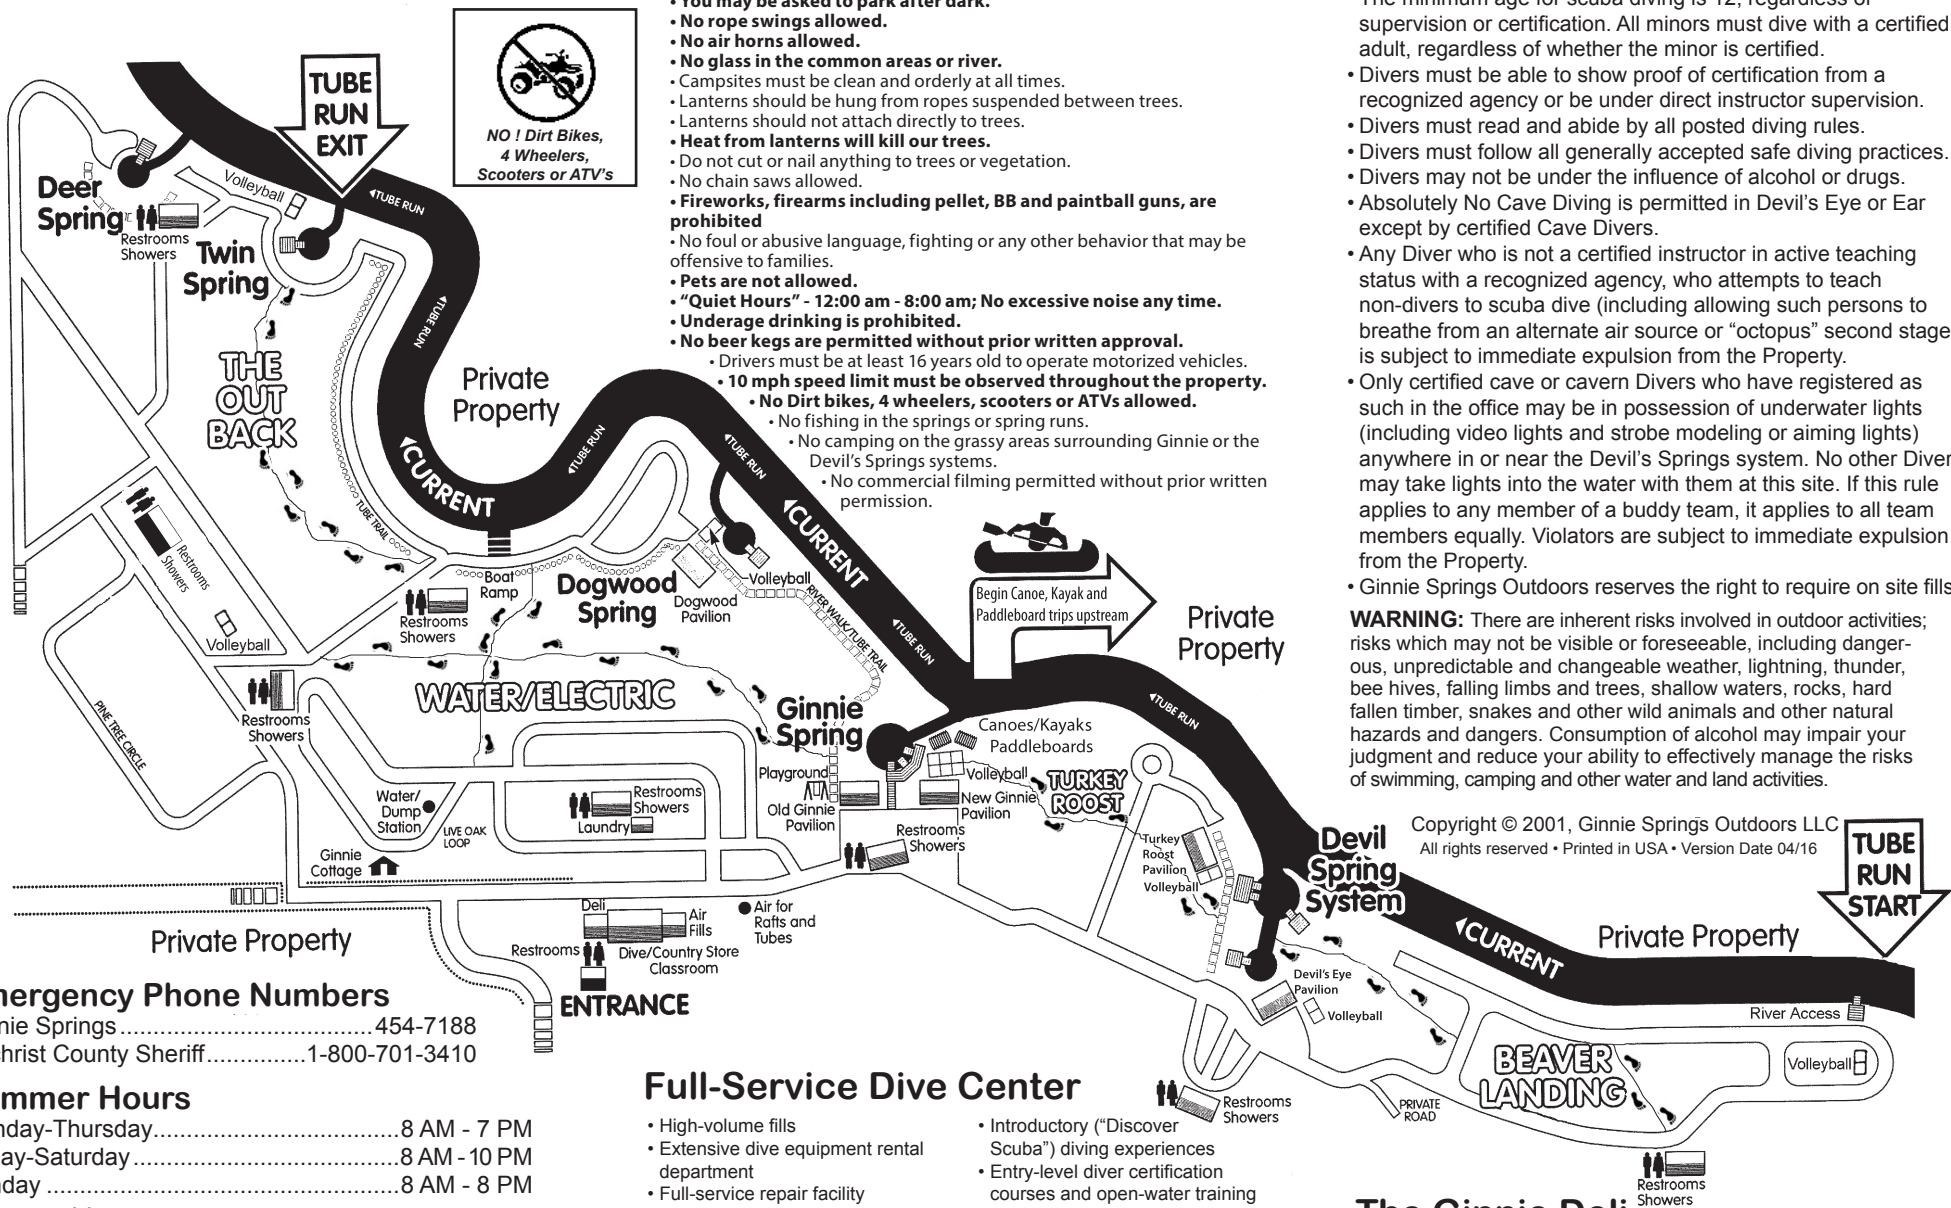 • You may be asked to park after dark.
• No rope swings allowed.
• No air horns allowed.
• No glass in the common areas or river.
• Campsites must be clean and orderly at all times.
• Lanterns should be hung from ropes suspended between trees.
• Lanterns should not attach directly to trees.
• Heat from lanterns will kill our trees.
• Do not cut or nail anything to trees or vegetation.
• No chain saws allowed.
• Fireworks, firearms including pellet, BB and paintball guns, are
prohibited
• No foul or abusive language, fighting or any other behavior that may be
offensive to families.
• Pets are not allowed.
• “Quiet Hours” - 12:00 am - 8:00 am; No excessive noise any time.
• Underage drinking is prohibited.
• No beer kegs are permitted without prior written approval.
• Drivers must be at least 16 years old to operate motorized vehicles.
• 10 mph speed limit must be observed throughout the property.
• No Dirt bikes, 4 wheelers, scooters or ATVs allowed.
• No fishing in the springs or spring runs.
• No camping on the grassy areas surrounding Ginnie or the
Devil’s Springs systems.
• No commercial filming permitted without prior written
permission.
The minimum age for scuba diving is 12, regardless of
supervision or certification. All minors must dive with a certified
adult, regardless of whether the minor is certified.
• Divers must be able to show proof of certification from a
recognized agency or be under direct instructor supervision.
• Divers must read and abide by all posted diving rules.
• Divers must follow all generally accepted safe diving practices.
• Divers may not be under the influence of alcohol or drugs.
• Absolutely No Cave Diving is permitted in Devil’s Eye or Ear
except by certified Cave Divers.
• Any Diver who is not a certified instructor in active teaching
status with a recognized agency, who attempts to teach
non-divers to scuba dive (including allowing such persons to
breathe from an alternate air source or “octopus” second stage
is subject to immediate expulsion from the Property.
• Only certified cave or cavern Divers who have registered as
such in the office may be in possession of underwater lights
(including video lights and strobe modeling or aiming lights)
anywhere in or near the Devil’s Springs system. No other Diver
may take lights into the water with them at this site. If this rule
applies to any member of a buddy team, it applies to all team
members equally. Violators are subject to immediate expulsion
from the Property.
• Ginnie Springs Outdoors reserves the right to require on site fills
WARNING: There are inherent risks involved in outdoor activities;
risks which may not be visible or foreseeable, including danger-
ous, unpredictable and changeable weather, lightning, thunder,
bee hives, falling limbs and trees, shallow waters, rocks, hard
fallen timber, snakes and other wild animals and other natural
hazards and dangers. Consumption of alcohol may impair your
judgment and reduce your ability to effectively manage the risks
of swimming, camping and other water and land activities.
Copyright © 2001, Ginnie Springs Outdoors LLC
All rights reserved • Printed in USA • Version Date 04/16
NO ! Dirt Bikes,
4 Wheelers,
Scooters or ATV’s
TUBE
RUN
EXIT
Deer
Spring
Restrooms
Showers
Volleyball
Twin
Spring
TUBE RUN
TUBE RUN
THE
OUT
BACK
Private
Property
CURRENT
TUBE RUN
TUBE TRAIL
TUBE RUN
CURRENT
TUBE RUN
Restrooms
Showers
Volleyball
Boat
Ramp
Restrooms
Showers
Dogwood
Spring
Dogwood
Pavilion
Volleyball
RIVER WALK/TUBE TRAIL
Begin Canoe, Kayak and
Paddleboard trips upstream
Private
Property
TUBE RUN
PINE TREE CIRCLE
Restrooms
Showers
WATER/ELECTRIC
Ginnie
Spring
Canoes/Kayaks
Paddleboards
Volleyball
Playground
Old Ginnie
Pavilion
New Ginnie
Pavilion
TURKEY
ROOST
Water/
Dump
Station
LIVE OAK
LOOP
Restrooms
Showers
Laundry
Restrooms
Showers
Ginnie
Cottage
Turkey
Roost
Pavilion
Volleyball
Devil
Spring
System
TUBE
RUN
START
CURRENT
Private Property
Private Property
Deli
Air
Fills
Air for
Rafts and
Tubes
Restrooms
Dive/Country Store
Classroom
ENTRANCE
Devil’s Eye
Pavilion
Volleyball
River Access
Volleyball
BEAVER
LANDING
PRIVATE
ROAD
Restrooms
Showers
Restrooms
Showers
mergency Phone Numbers
nie Springs......................................454-7188
christ County Sheriff...............1-800-701-3410
mmer Hours
nday-Thursday.....................................8 AM - 7 PM
ay-Saturday........................................8 AM - 10 PM
day .....................................................8 AM - 8 PM
Full-Service Dive Center
• High-volume fills
• Extensive dive equipment rental
department
• Full-service repair facility
• Introductory (“Discover
Scuba”) diving experiences
• Entry-level diver certification
courses and open-water training
The Ginnie Deli